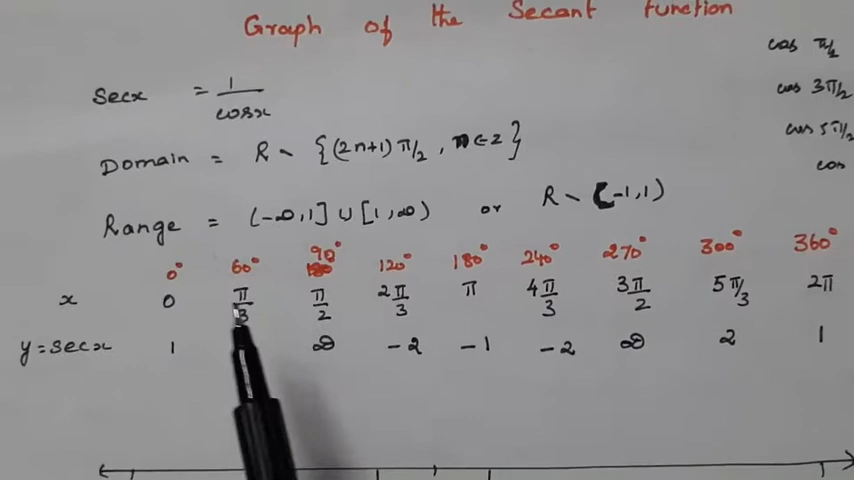 Graph of the Secant function
cos π/2
Secx = 1/cosx
cos 3π/2
Domain = R ~ {(2n+1) π/2 , n ∈ Z}
cos 5π/2
cos
Range = (-∞,1] ∪ [1,∞) or R ~ (-1,1)
0° 60° 90° 120° 180° 240° 270° 300° 360°
x 0 π/3 π/2 2π/3 π 4π/3 3π/2 5π/3 2π
y = secx 1 ∞ -2 -1 -2 ∞ 2 1